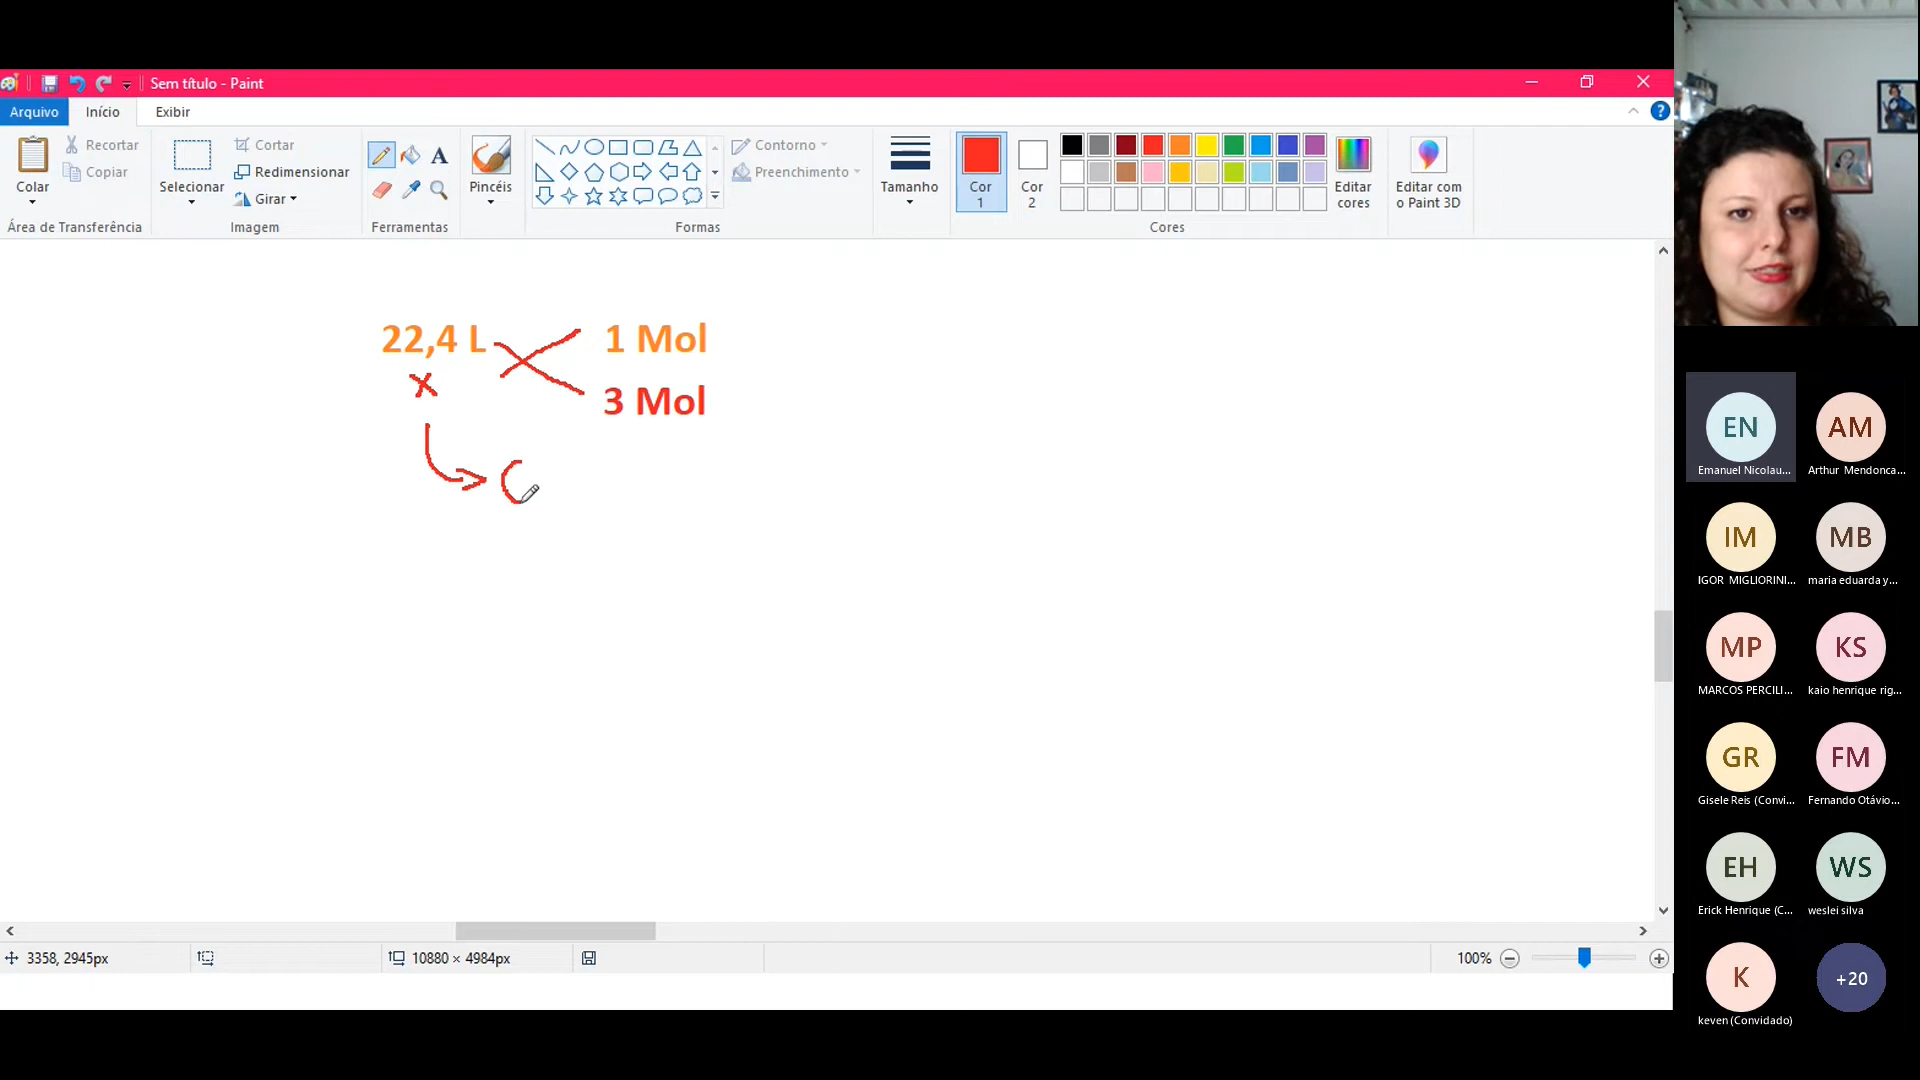 Sem título - Paint
Arquivo Início Exibir
Colar
Recortar
Copiar
Área de Transferência
Selecionar
Cortar
Redimensionar
Girar
Imagem
A
Ferramentas
Pincéis
Contorno
Preenchimento
Formas
Tamanho
Cor
1
Cor
2
Editar
cores
Cores
Editar com
o Paint 3D
22,4 L 1 Mol
x 3 Mol
3358, 2945px
10880 × 4984px
100%
EN
Emanuel Nicolau...
AM
Arthur Mendonca...
IM
IGOR MIGLIORINI...
MB
maria eduarda y...
MP
MARCOS PERCILI...
KS
kaio henrique rig...
GR
Gisele Reis (Convi...
FM
Fernando Otávio...
EH
Erick Henrique (C...
WS
weslei silva
K
keven (Convidado)
+20